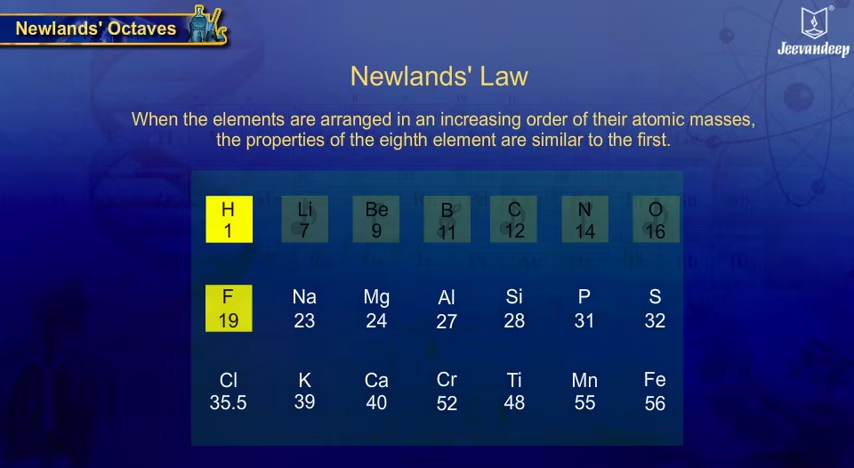 Newlands' Octaves
Jeevandeep®
Newlands' Law
When the elements are arranged in an increasing order of their atomic masses,
the properties of the eighth element are similar to the first.
H Li Be B C N O
1 7 9 11 12 14 16
F Na Mg Al Si P S
19 23 24 27 28 31 32
Cl K Ca Cr Ti Mn Fe
35.5 39 40 52 48 55 56